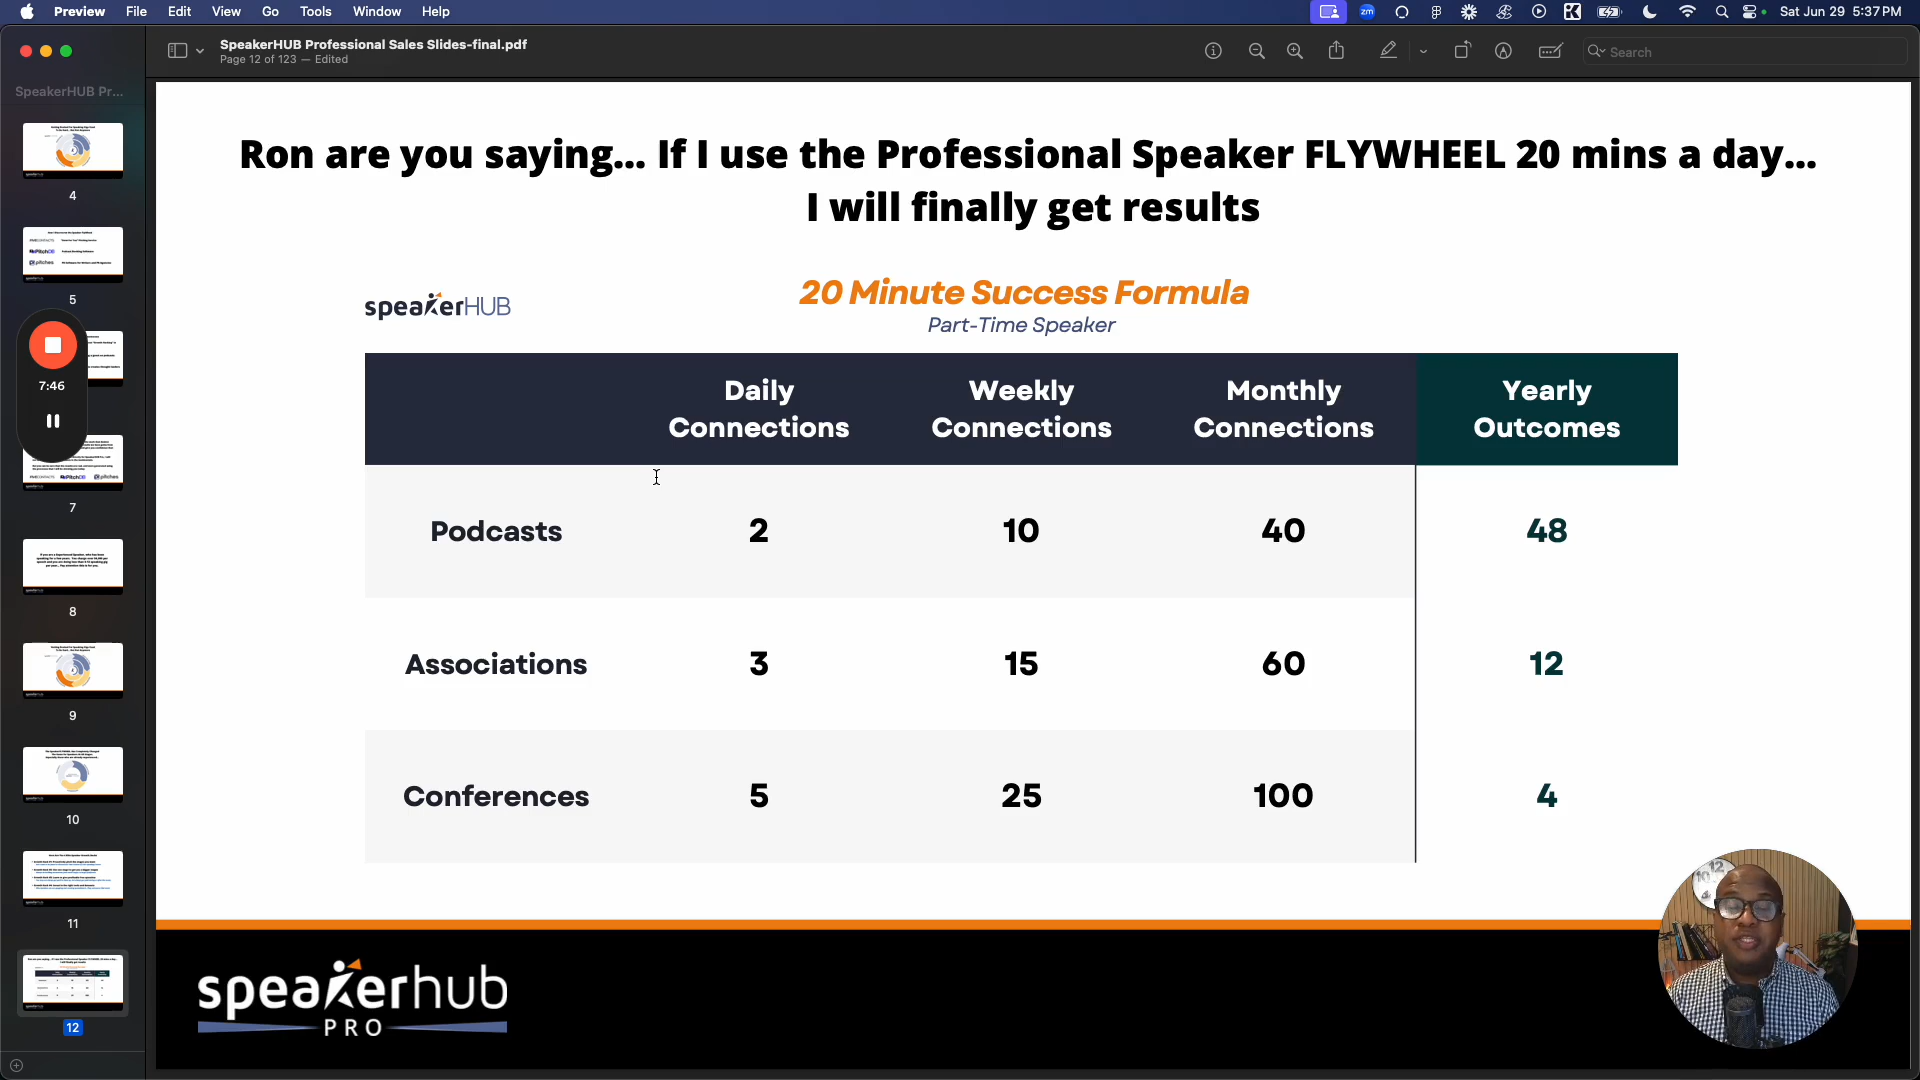 Preview File Edit View Go Tools Window Help
zm
Sat Jun 29 5:37 PM
SpeakerHUB Professional Sales Slides-final.pdf
Page 12 of 123 — Edited
Search
SpeakerHUB Pr...
4
5
7:46
7
8
9
10
11
12
Ron are you saying... If I use the Professional Speaker FLYWHEEL 20 mins a day...
I will finally get results
speakerHUB
20 Minute Success Formula
Part-Time Speaker
Daily Connections Weekly Connections Monthly Connections Yearly Outcomes
Podcasts 2 10 40 48
Associations 3 15 60 12
Conferences 5 25 100 4
speakerhub
PRO